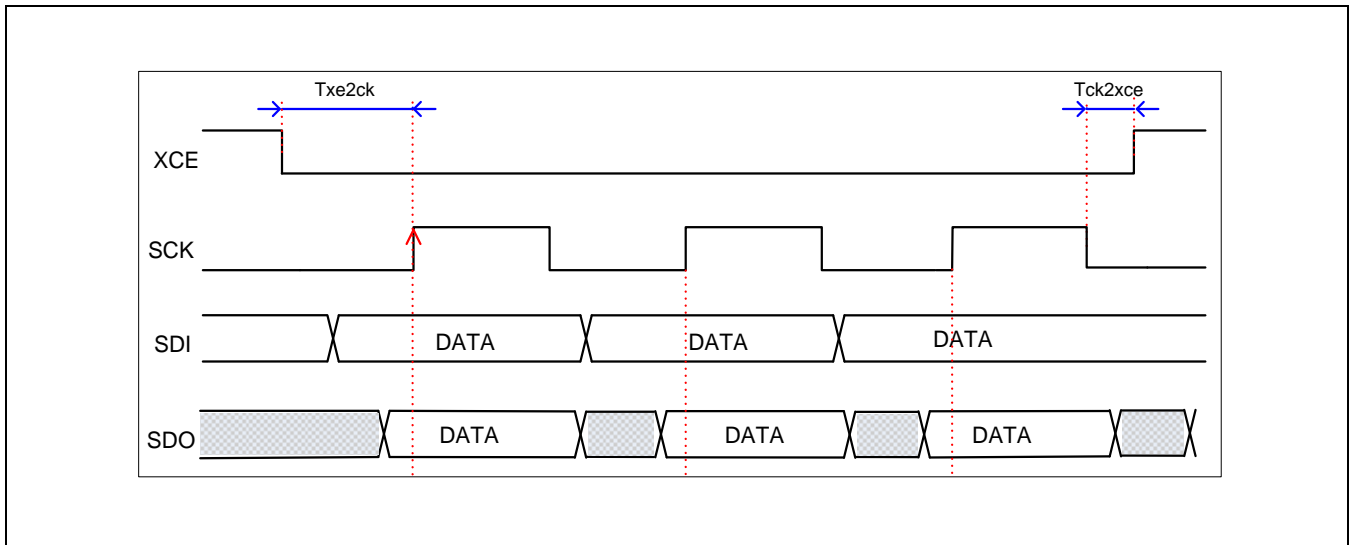 Txe2ck Tck2xce
XCE
SCK
SDI DATA DATA DATA
SDO DATA DATA DATA